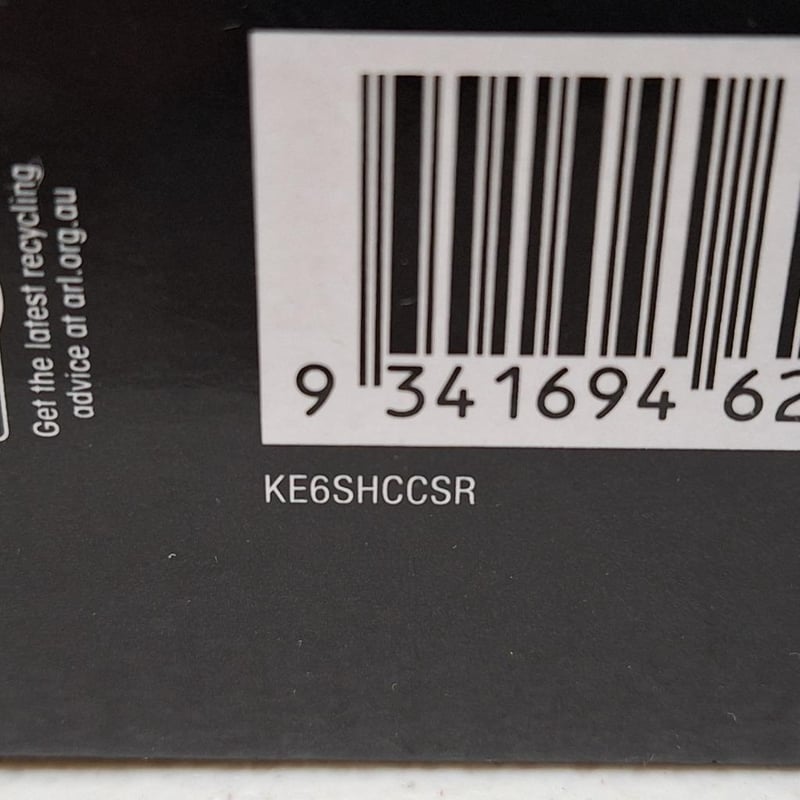 Get the latest recycling
advice at arl.org.au
9 341694 62
KE6SHCCSR